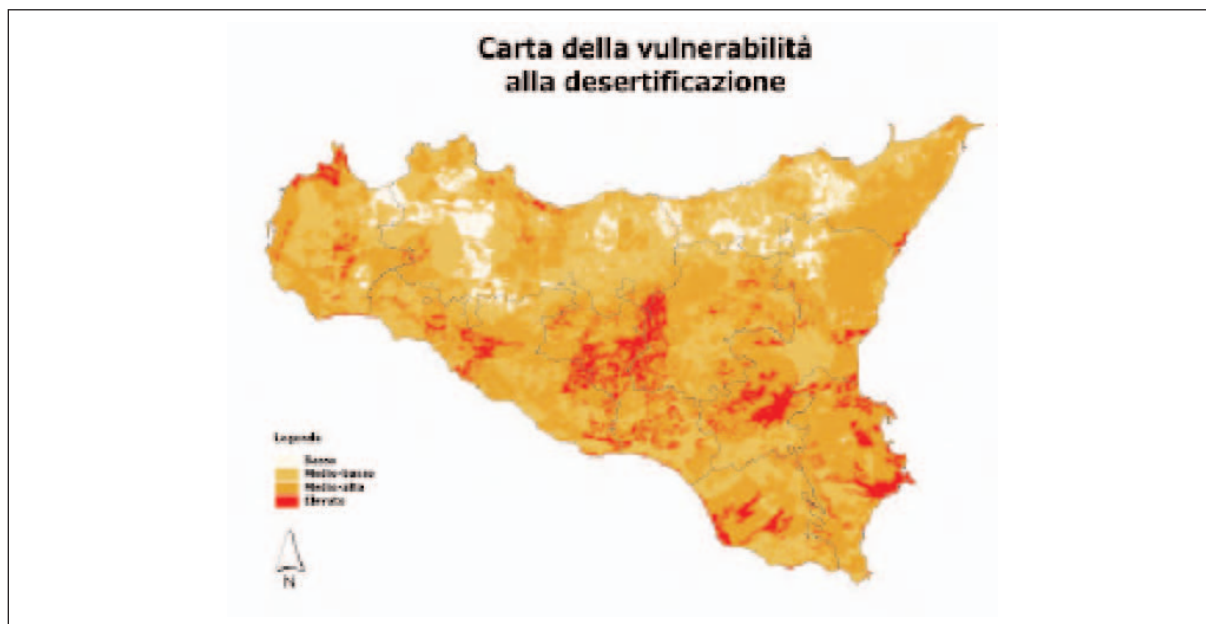 Carta della vulnerabilità
alla desertificazione
Legenda
Basso
Medio-basso
Medio-alto
Elevato
N